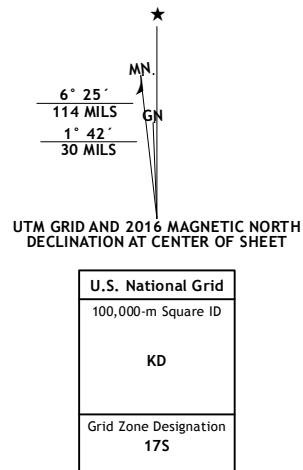 MN.
6° 25´
114 MILS
GN
1° 42´
30 MILS
UTM GRID AND 2016 MAGNETIC NORTH
DECLINATION AT CENTER OF SHEET
U.S. National Grid
100,000-m Square ID
KD
Grid Zone Designation
17S